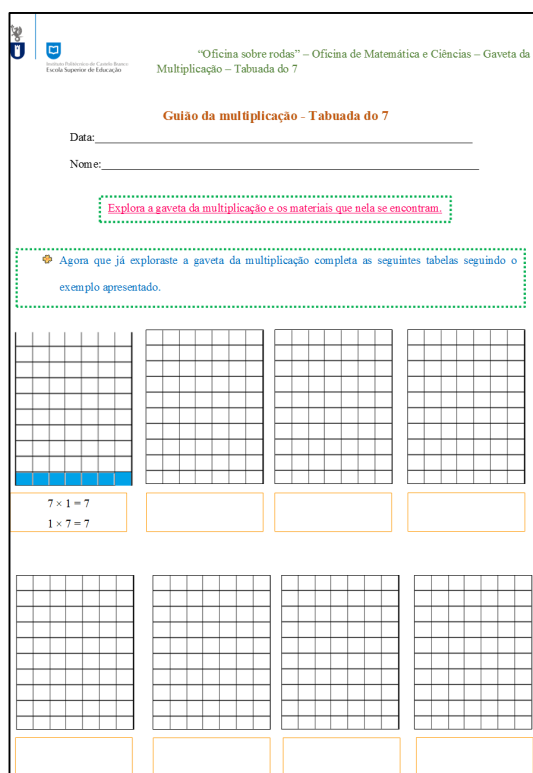 Instituto Politécnico de Castelo Branco
Escola Superior de Educação
“Oficina sobre rodas” – Oficina de Matemática e Ciências – Gaveta da
Multiplicação – Tabuada do 7
Guião da multiplicação - Tabuada do 7
Data:
Nome:
Explora a gaveta da multiplicação e os materiais que nela se encontram.
Agora que já exploraste a gaveta da multiplicação completa as seguintes tabelas seguindo o
exemplo apresentado.
7 × 1 = 7
1 × 7 = 7